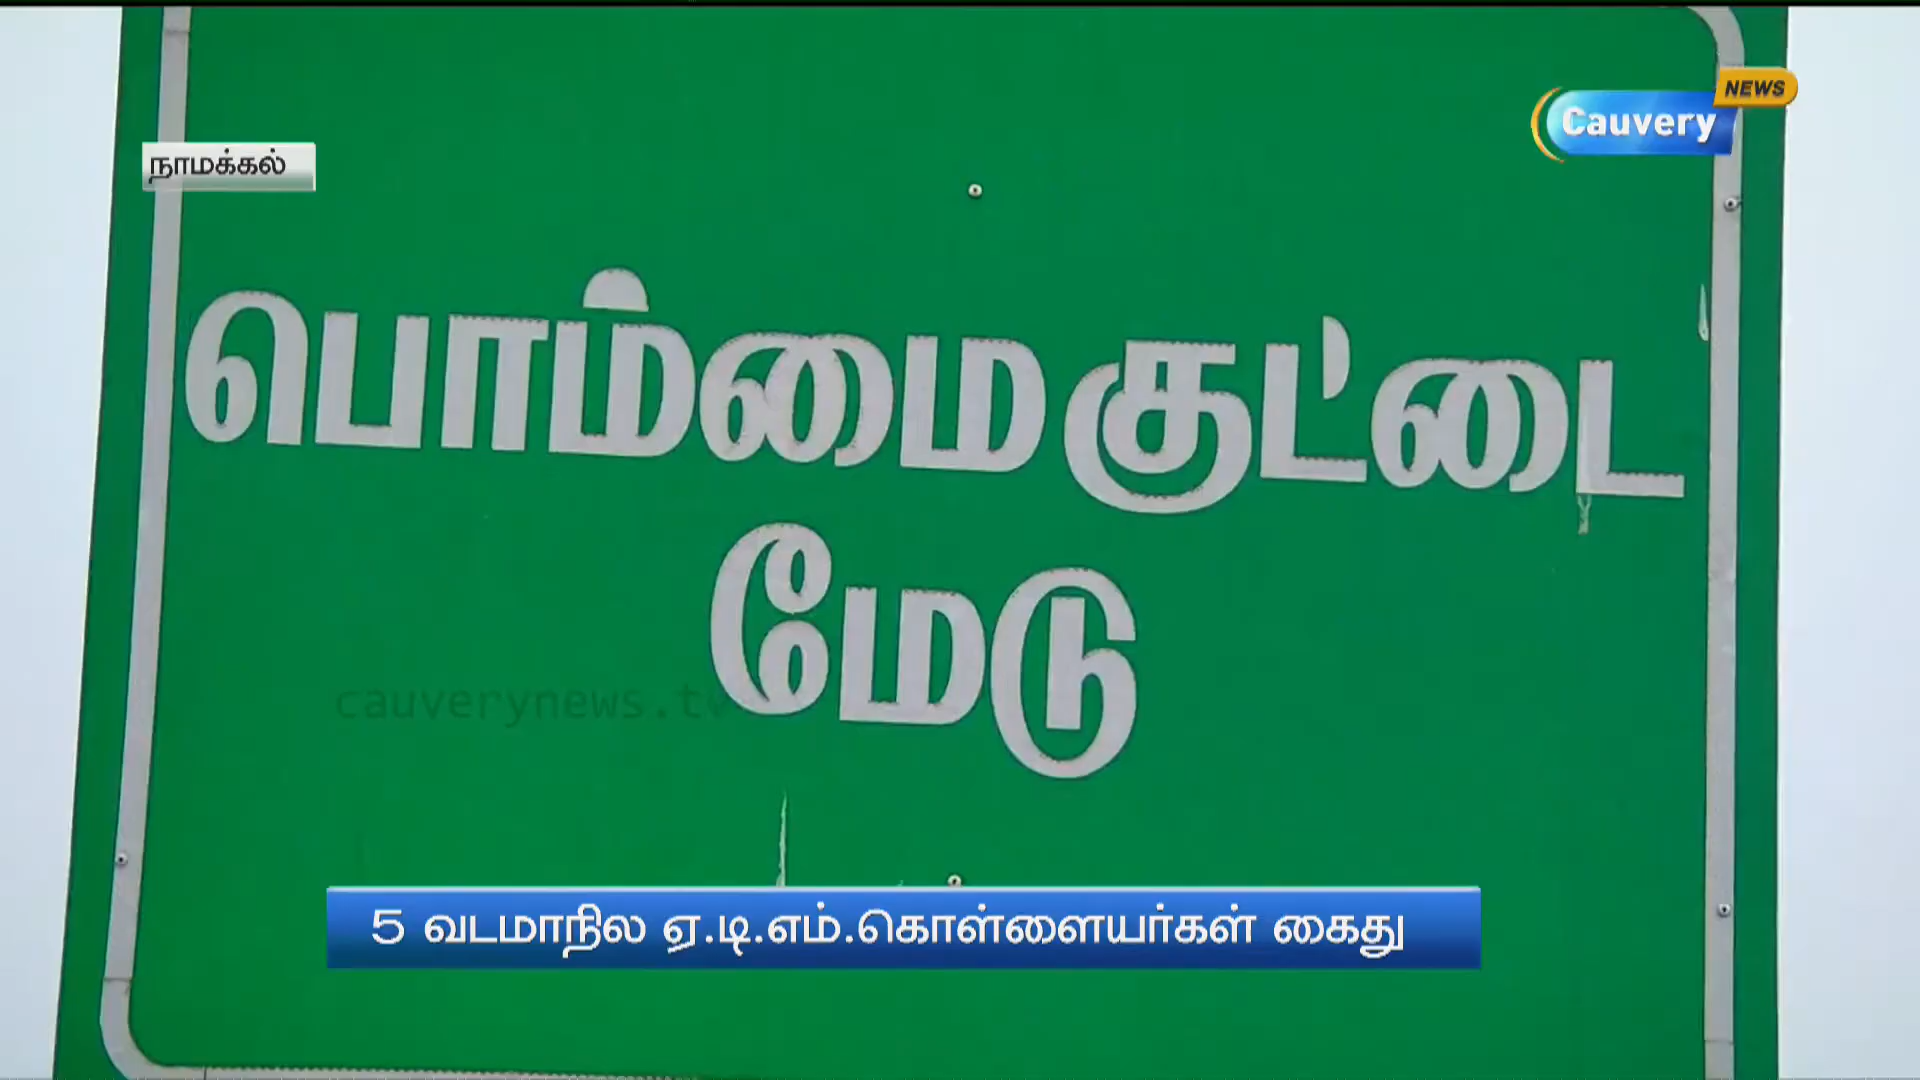 NEWS
Cauvery
நாமக்கல்
பொம்மைகுட்டை
மேடு
cauverynews.tv
5 வடமாநில ஏ.டி.எம்.கொள்ளையர்கள் கைது